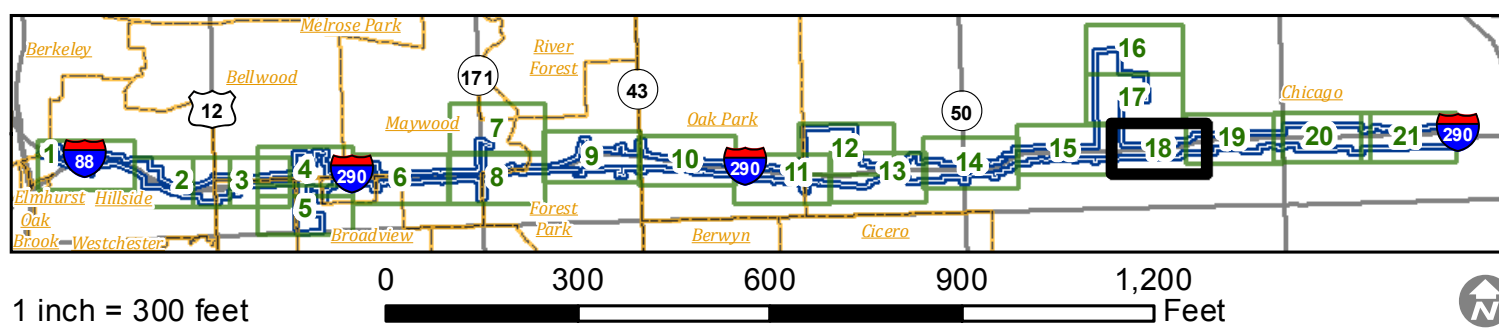 Melrose Park
Berkeley
River
Forest
Bellwood
171
12
43
50
16
17
Chicago
Maywood
7
Oak Park
1
88
2
3
4
290
6
8
9
10
290
11
12
13
14
15
18
19
20
21
290
5
Elmhurst
Hillside
Oak
Brook
Westchester
Broadview
Forest
Park
Berwyn
Cicero
0 300 600 900 1,200
1 inch = 300 feet
Feet
N